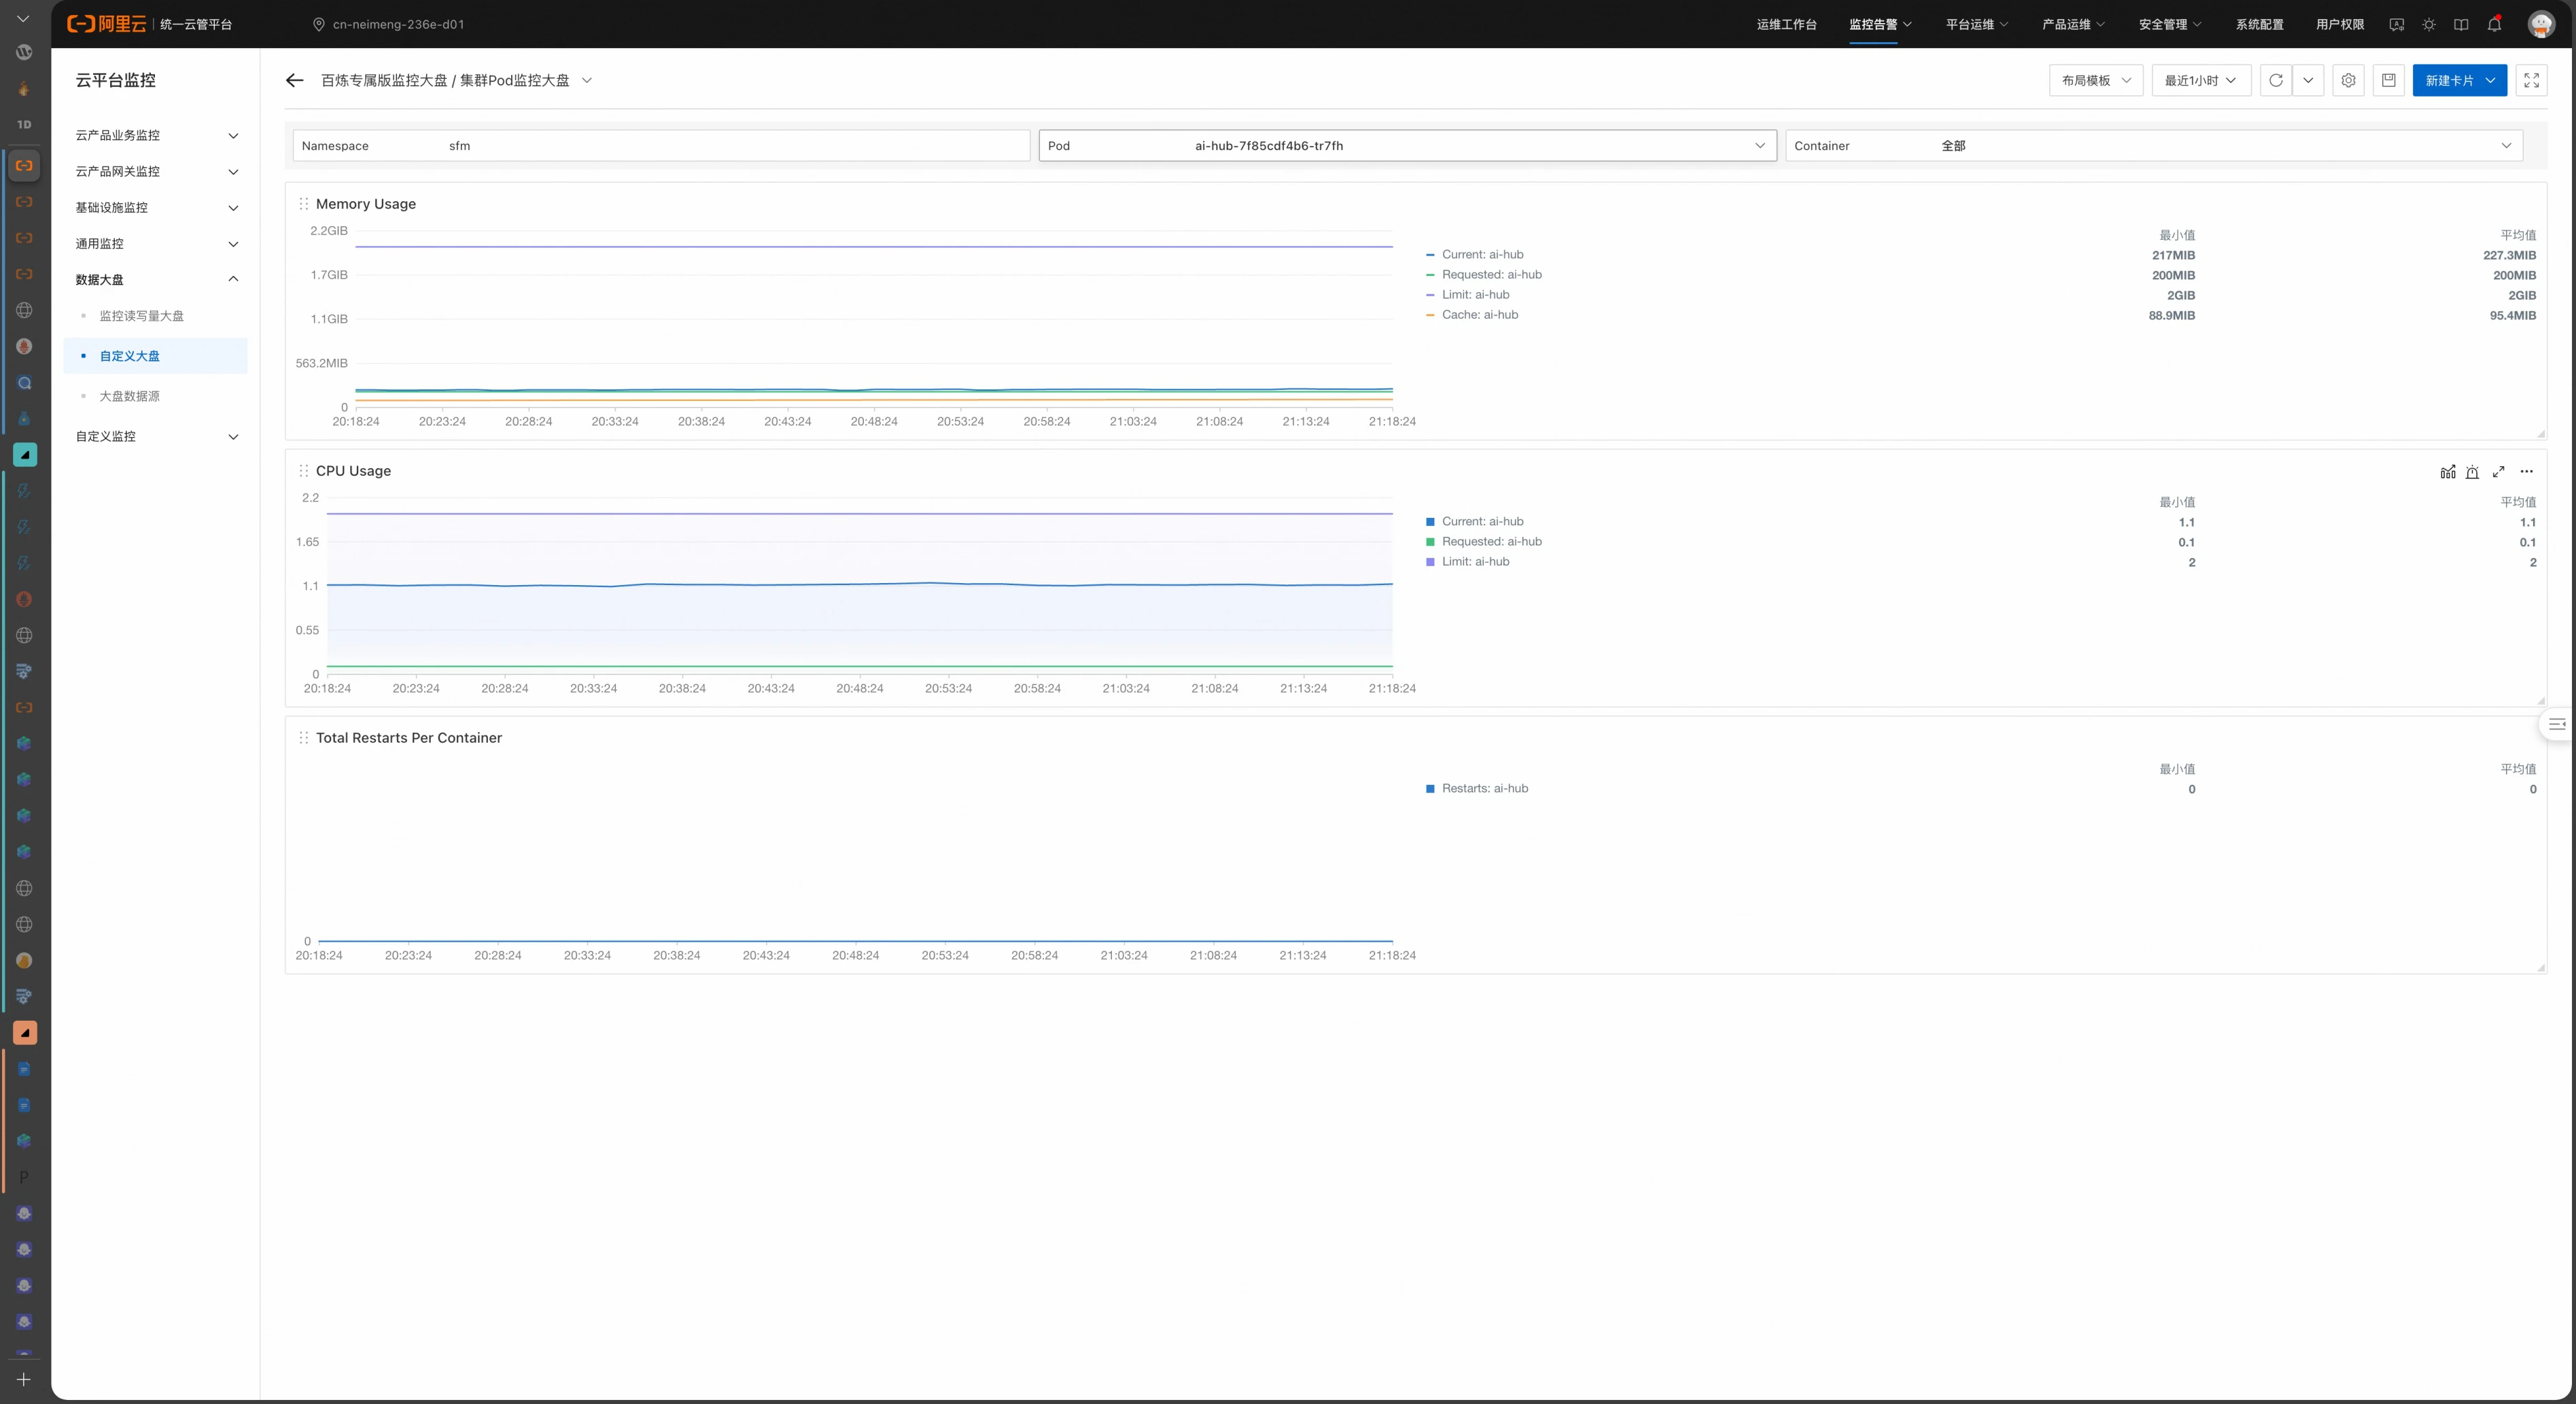 阿里云 | 统一云管平台
cn-neimeng-236e-d01
运维工作台
监控告警
平台运维
产品运维
安全管理
系统配置
用户权限
1D
P
云平台监控
云产品业务监控
云产品网关监控
基础设施监控
通用监控
数据大盘
监控读写量大盘
自定义大盘
大盘数据源
自定义监控
百炼专属版监控大盘 / 集群Pod监控大盘
布局模板
最近1小时
新建卡片
Namespace sfm
Pod ai-hub-7f85cdf4b6-tr7fh
Container 全部
Memory Usage
2.2GIB
1.7GIB
1.1GIB
563.2MIB
0
20:18:24 20:23:24 20:28:24 20:33:24 20:38:24 20:43:24 20:48:24 20:53:24 20:58:24 21:03:24 21:08:24 21:13:24 21:18:24
最小值 平均值
Current: ai-hub 217MIB 227.3MIB
Requested: ai-hub 200MIB 200MIB
Limit: ai-hub 2GIB 2GIB
Cache: ai-hub 88.9MIB 95.4MIB
CPU Usage
2.2
1.65
1.1
0.55
0
20:18:24 20:23:24 20:28:24 20:33:24 20:38:24 20:43:24 20:48:24 20:53:24 20:58:24 21:03:24 21:08:24 21:13:24 21:18:24
最小值 平均值
Current: ai-hub 1.1 1.1
Requested: ai-hub 0.1 0.1
Limit: ai-hub 2 2
Total Restarts Per Container
最小值 平均值
Restarts: ai-hub 0 0
0
20:18:24 20:23:24 20:28:24 20:33:24 20:38:24 20:43:24 20:48:24 20:53:24 20:58:24 21:03:24 21:08:24 21:13:24 21:18:24